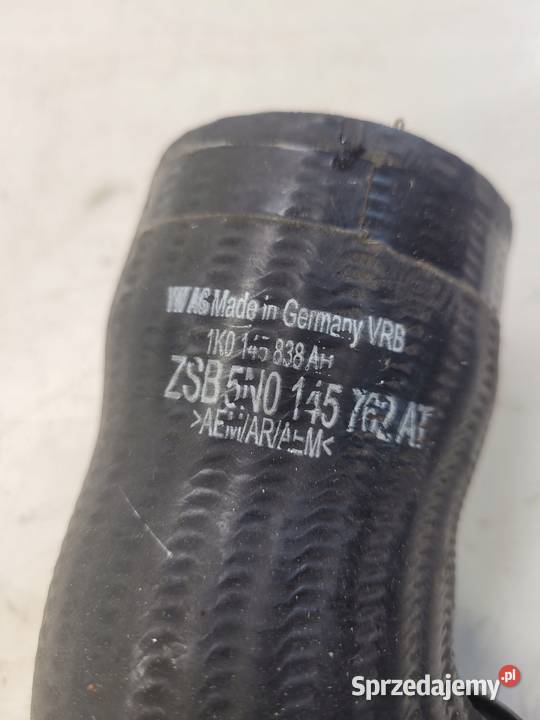 VW AG Made in Germany VRB
1K0 145 838 AH
ZSB 5N0 145 762 AT
>AEM/AR/AEM<
Sprzedajemy.pl